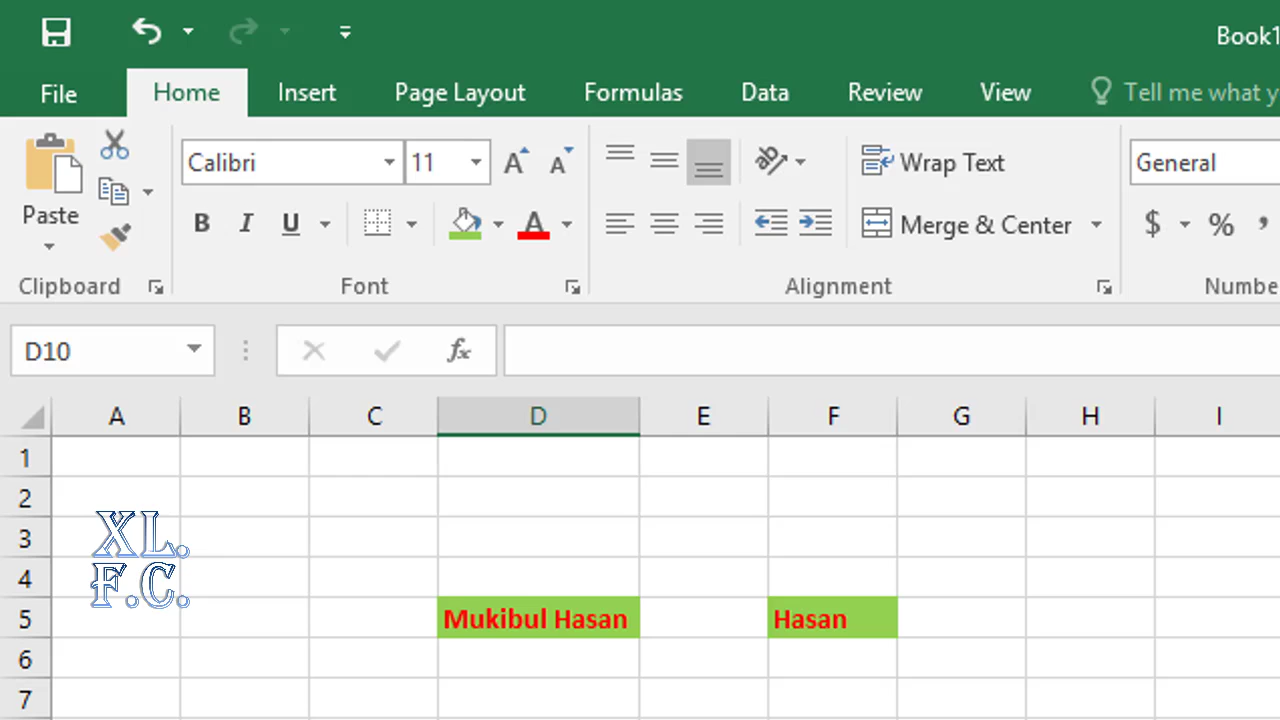 Book1
File Home Insert Page Layout Formulas Data Review View Tell me what y
Calibri 11 A A Wrap Text General
Paste B I U A Merge & Center $ % ,
Clipboard Font Alignment Numbe
D10 fx
A B C D E F G H I
1
2
3
XL.
4
F.C.
5 Mukibul Hasan Hasan
6
7